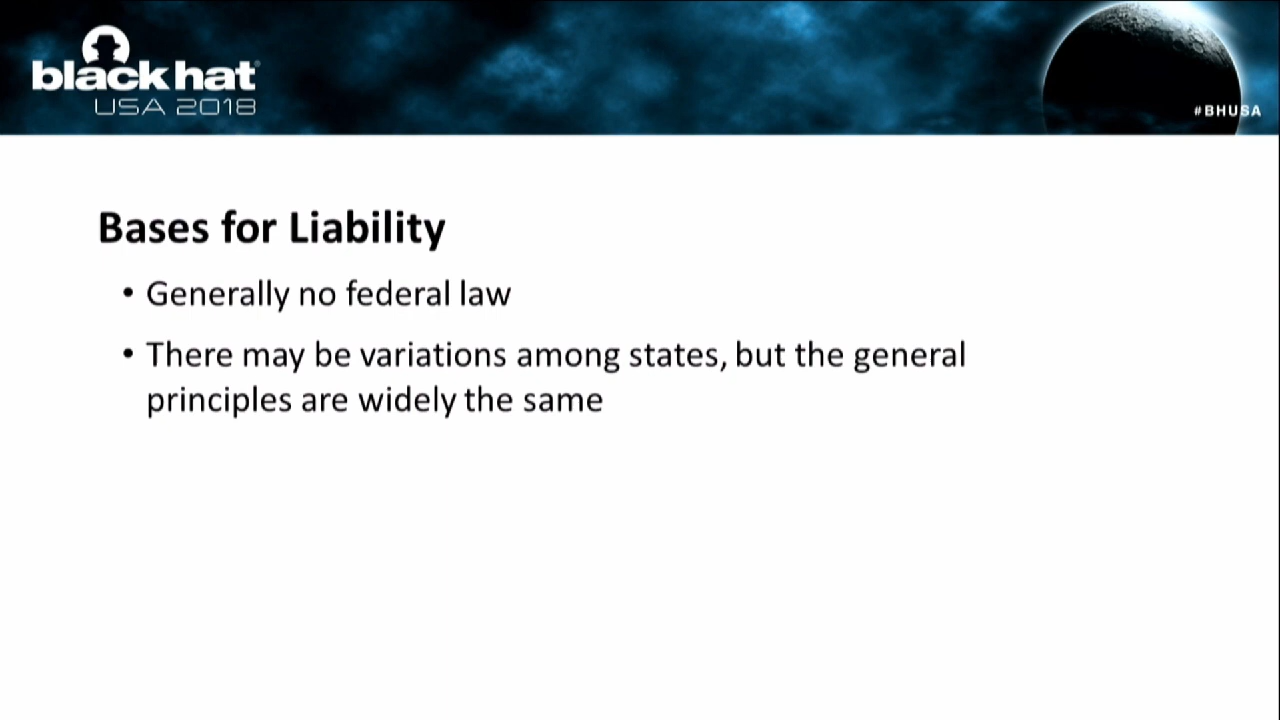 black hat
USA 2018
#BHUSA
Bases for Liability
• Generally no federal law
• There may be variations among states, but the general
principles are widely the same